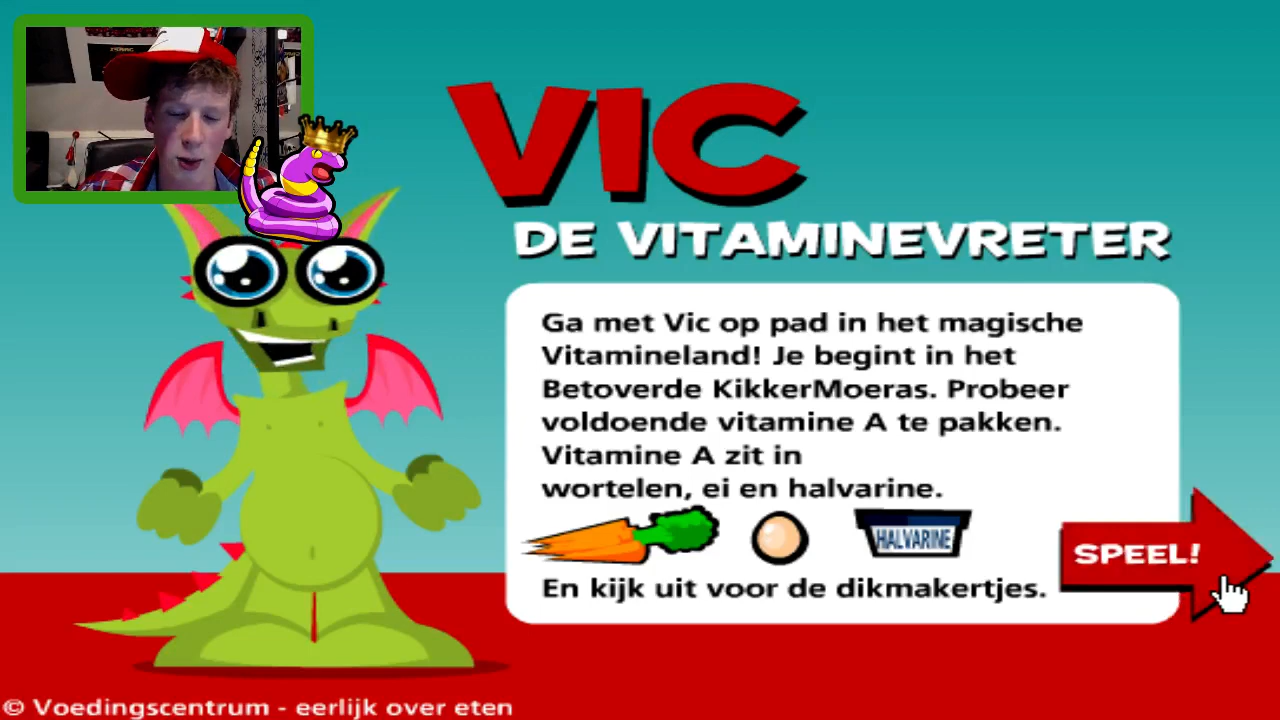 VIC
DE VITAMINEVRETER
Ga met Vic op pad in het magische
Vitamineland! Je begint in het
Betoverde KikkerMoeras. Probeer
voldoende vitamine A te pakken.
Vitamine A zit in
wortelen, ei en halvarine.
HALVARINE
SPEEL!
En kijk uit voor de dikmakertjes.
© Voedingscentrum - eerlijk over eten